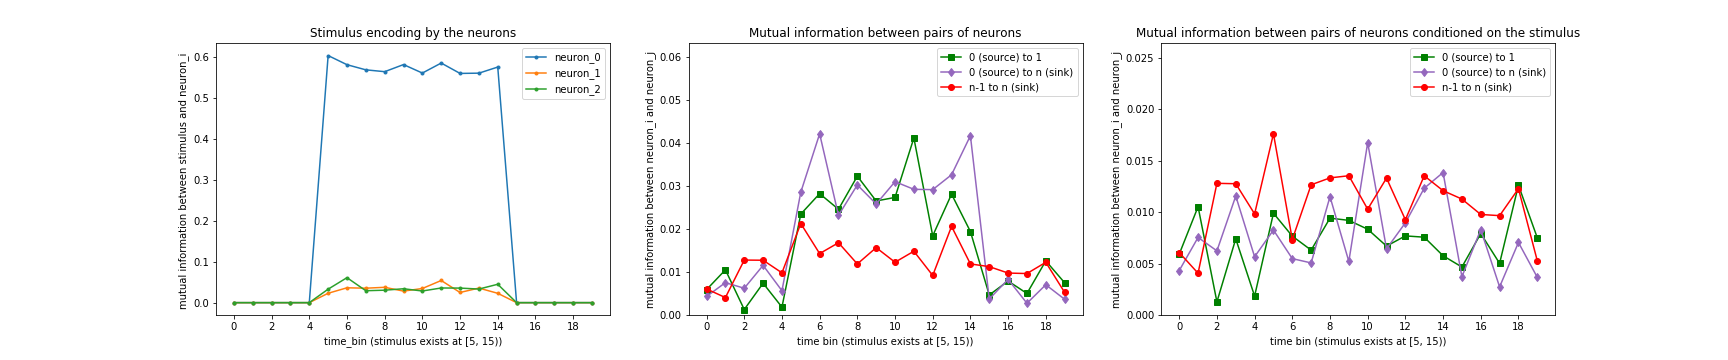 Stimulus encoding by the neurons
mutual information between stimulus and neuron_i
0.6
0.5
0.4
0.3
0.2
0.1
0.0
neuron_0
neuron_1
neuron_2
0 2 4 6 8 10 12 14 16 18
time_bin (stimulus exists at [5, 15))
Mutual information between pairs of neurons
mutual information between neuron_i and neuron_j
0.06
0.05
0.04
0.03
0.02
0.01
0.00
0 (source) to 1
0 (source) to n (sink)
n-1 to n (sink)
0 2 4 6 8 10 12 14 16 18
time bin (stimulus exists at [5, 15))
Mutual information between pairs of neurons conditioned on the stimulus
mutual information between neuron_i and neuron_j
0.025
0.020
0.015
0.010
0.005
0.000
0 (source) to 1
0 (source) to n (sink)
n-1 to n (sink)
0 2 4 6 8 10 12 14 16 18
time bin (stimulus exists at [5, 15))